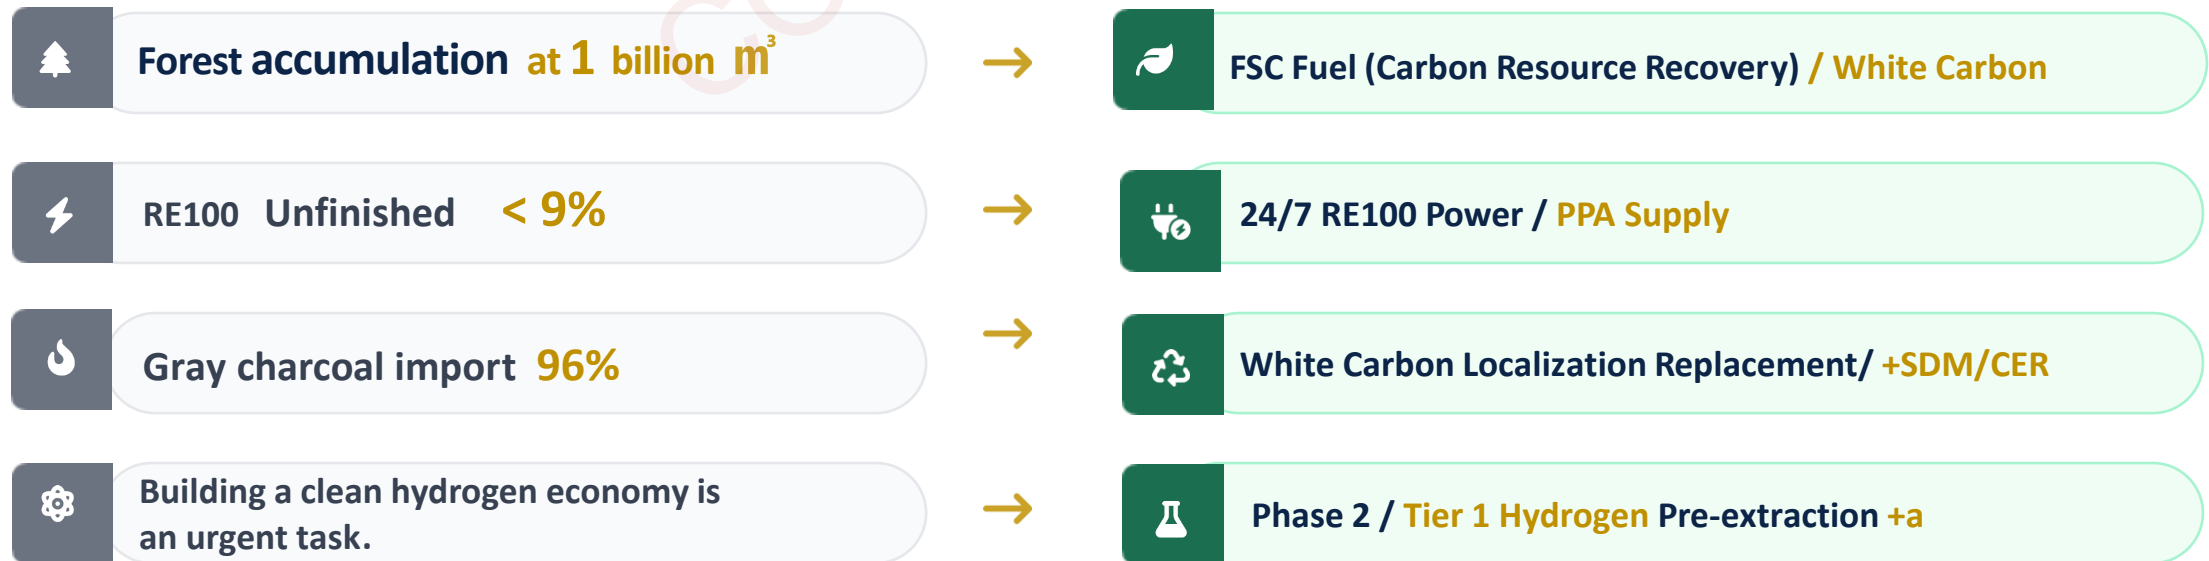 Forest accumulation at 1 billion m³
FSC Fuel (Carbon Resource Recovery) / White Carbon
RE100 Unfinished < 9%
24/7 RE100 Power / PPA Supply
Gray charcoal import 96%
White Carbon Localization Replacement/ +SDM/CER
Building a clean hydrogen economy is
an urgent task.
Phase 2 / Tier 1 Hydrogen Pre-extraction +a